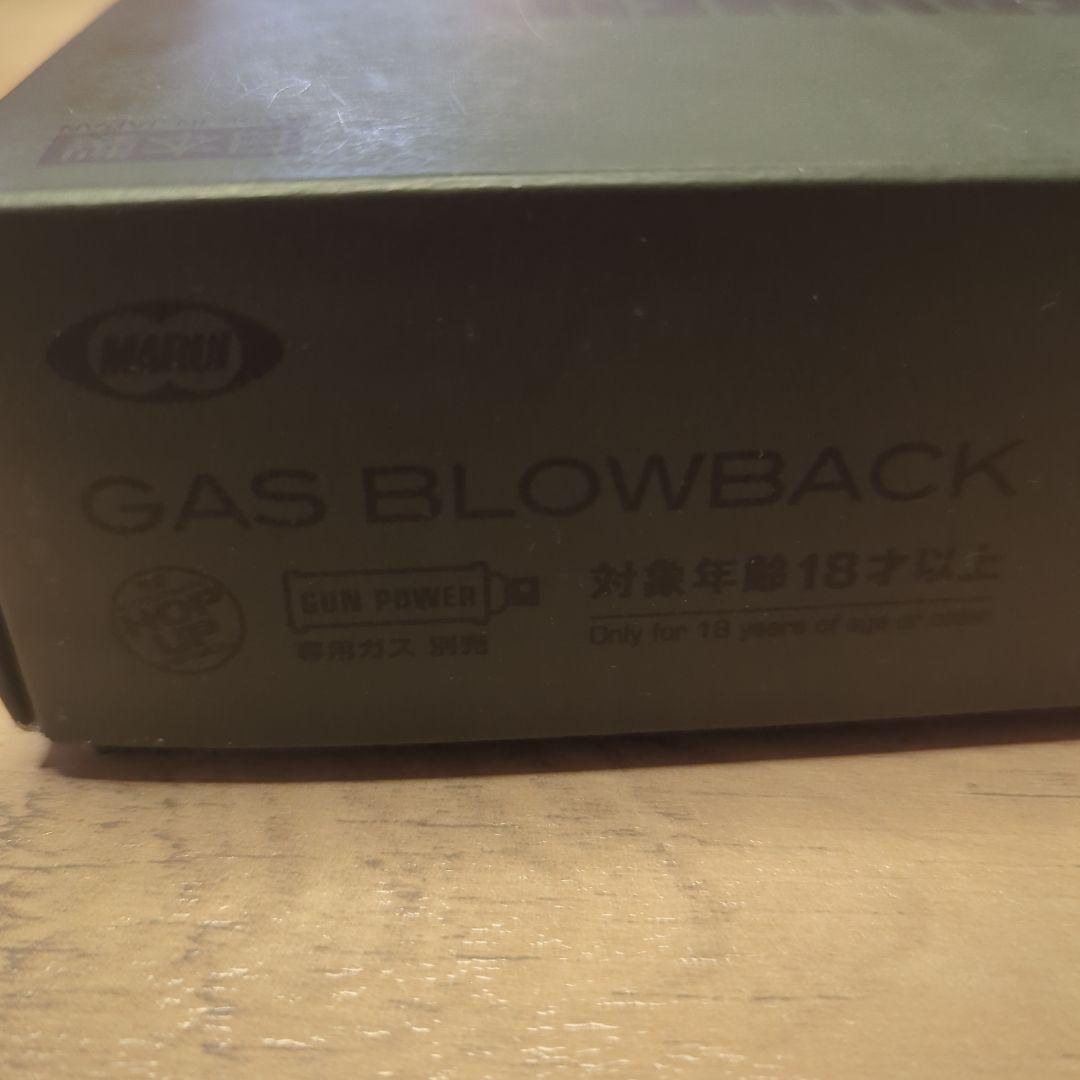 MARUI
GAS BLOWBACK
HOP
UP
GUN POWER
専用ガス 別売
対象年齢18才以上
Only for 18 years of age or older